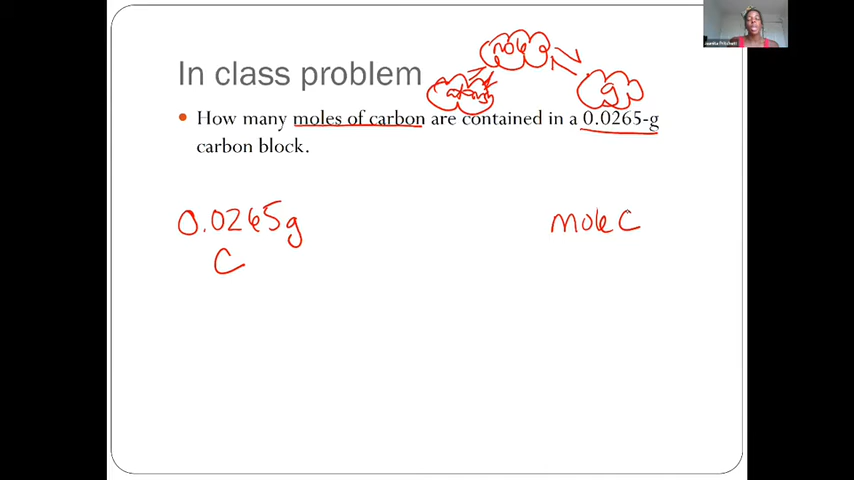 mole
g
In class problem
• How many moles of carbon are contained in a 0.0265-g
carbon block.
0.0265g
C
mole C